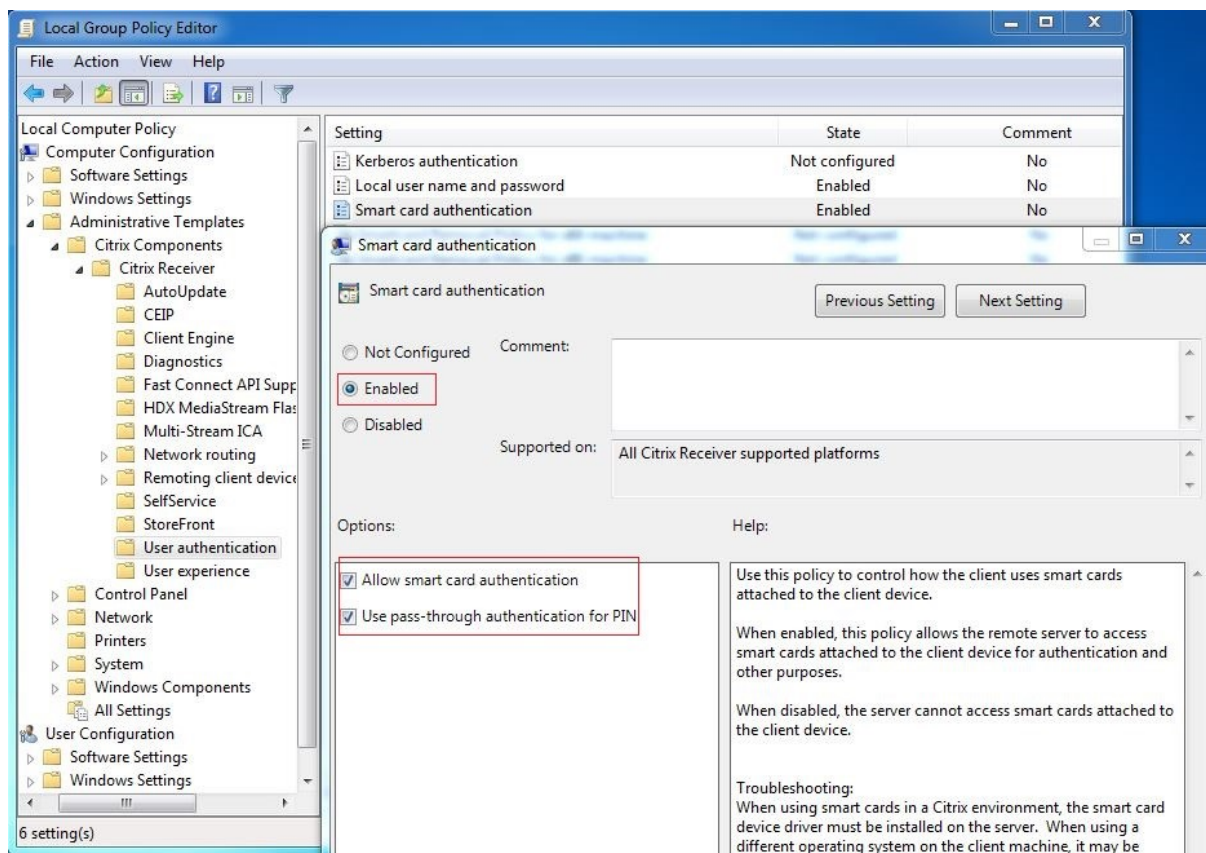 Local Group Policy Editor
File Action View Help
Local Computer Policy
Computer Configuration
Software Settings
Windows Settings
Administrative Templates
Citrix Components
Citrix Receiver
AutoUpdate
CEIP
Client Engine
Diagnostics
Fast Connect API Supp
HDX MediaStream Flas
Multi-Stream ICA
Network routing
Remoting client device
SelfService
StoreFront
User authentication
User experience
Control Panel
Network
Printers
System
Windows Components
All Settings
User Configuration
Software Settings
Windows Settings
6 setting(s)
Setting State Comment
Kerberos authentication Not configured No
Local user name and password Enabled No
Smart card authentication Enabled No
Smart card authentication
Smart card authentication
Previous Setting Next Setting
Not Configured Comment:
Enabled
Disabled
Supported on: All Citrix Receiver supported platforms
Options: Help:
Allow smart card authentication
Use pass-through authentication for PIN
Use this policy to control how the client uses smart cards
attached to the client device.
When enabled, this policy allows the remote server to access
smart cards attached to the client device for authentication and
other purposes.
When disabled, the server cannot access smart cards attached to
the client device.
Troubleshooting:
When using smart cards in a Citrix environment, the smart card
device driver must be installed on the server. When using a
different operating system on the client machine, it may be